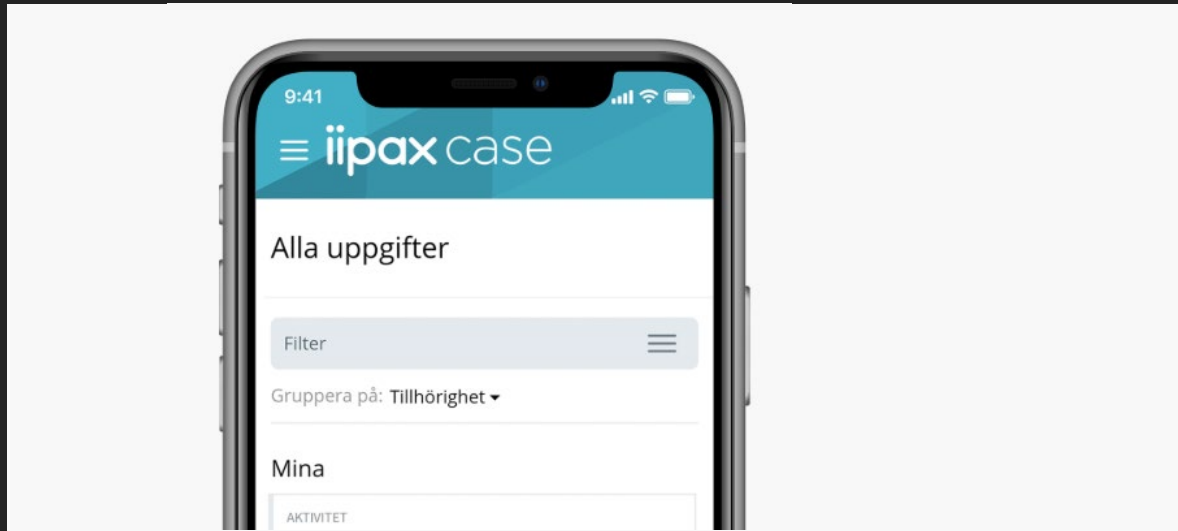 9:41
iipax case
Alla uppgifter
Filter
Gruppera på: Tillhörighet
Mina
AKTIVITET